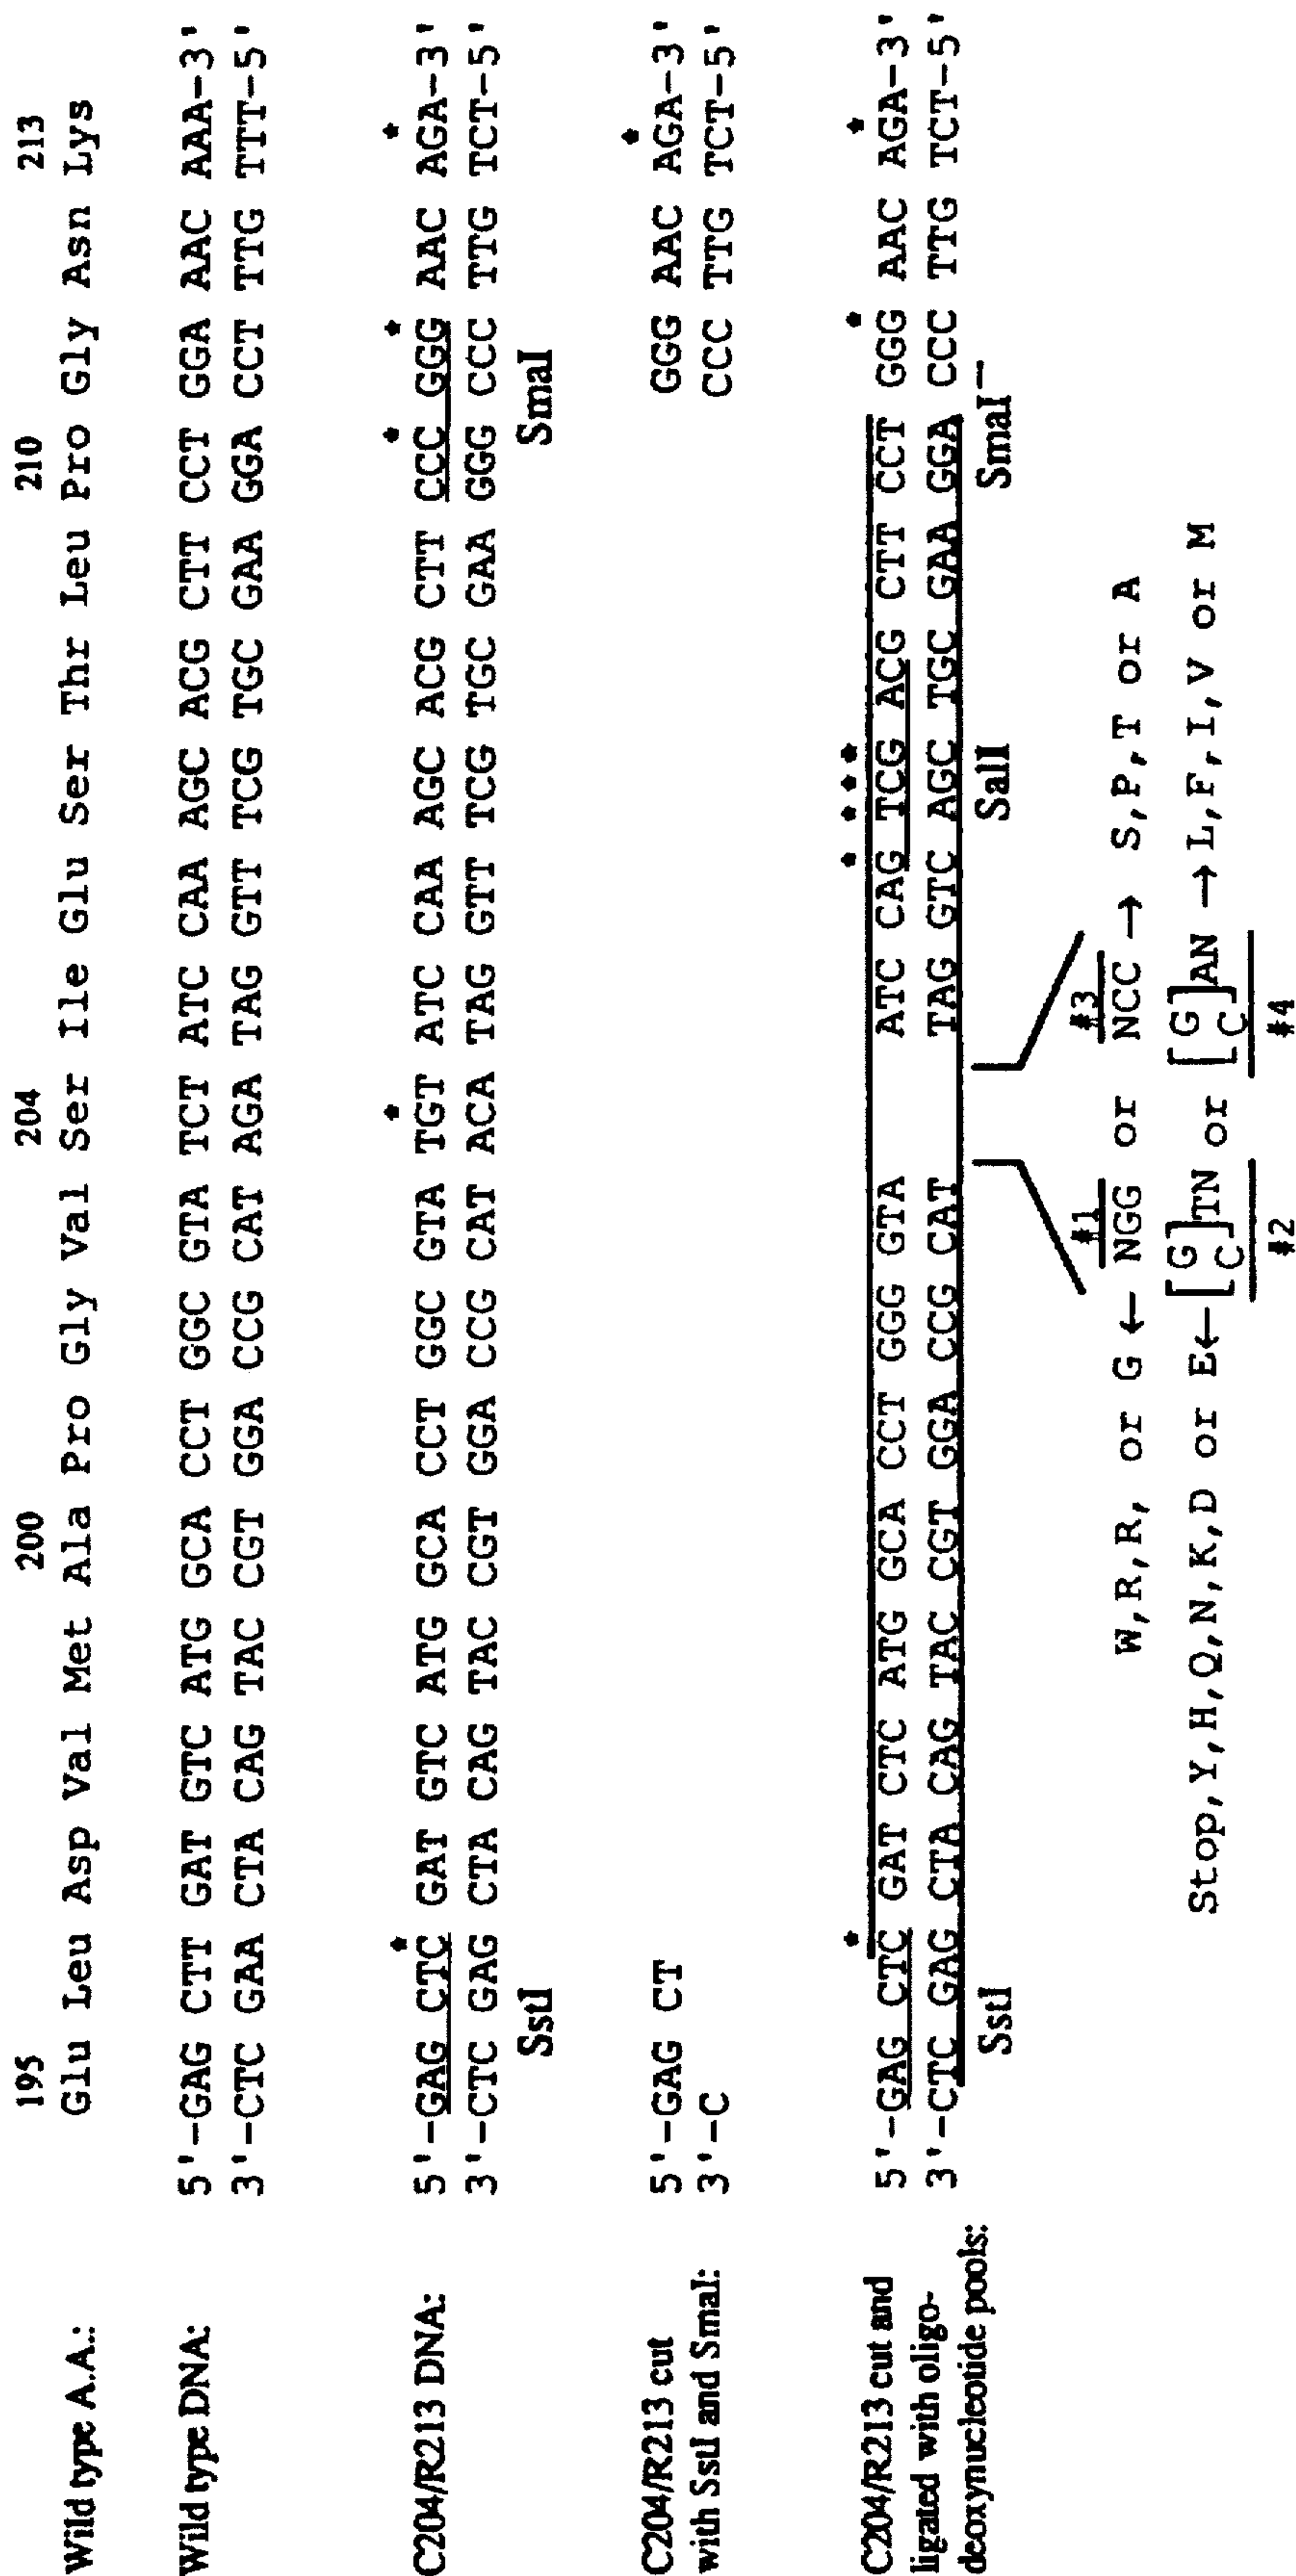 195 200 204 210 213
Wild type A.A.: Glu Leu Asp Val Met Ala Pro Gly Val Ser Ile Glu Ser Thr Leu Pro Gly Asn Lys
Wild type DNA: 5'-GAG CTT GAT GTC ATG GCA CCT GGC GTA TCT ATC CAA AGC ACG CTT CCT GGA AAC AAA-3'
3'-CTC GAA CTA CAG TAC CGT GGA CCG CAT AGA TAG GTT TCG TGC GAA GGA CCT TTG TTT-5'
* * * * *
C204/R213 DNA: 5'-GAG CTC GAT GTC ATG GCA CCT GGC GTA TGT ATC CAA AGC ACG CTT CCC GGG AAC AGA-3'
3'-CTC GAG CTA CAG TAC CGT GGA CCG CAT ACA TAG GTT TCG TGC GAA GGG CCC TTG TCT-5'
SstI SmaI
*
C204/R213 cut 5'-GAG CT GGG AAC AGA-3'
with SstI and SmaI: 3'-C CCC TTG TCT-5'
* * * * * * *
C204/R213 cut and 5'-GAG CTC GAT CTC ATG GCA CCT GGG GTA ATC CAG TCG ACG CTT CCT GGG AAC AGA-3'
ligated with oligo- 3'-CTC GAG CTA CAG TAC CGT GGA CCG CAT TAG GTC AGC TGC GAA GGA CCC TTG TCT-5'
deoxynucleotide pools: SstI SalI SmaI⁻
#1 #3
W,R,R, or G ← NGG or NCC → S,P,T or A
Stop,Y,H,Q,N,K,D or E← [G C]TN or [G C]AN →L,F,I,V or M
#2 #4